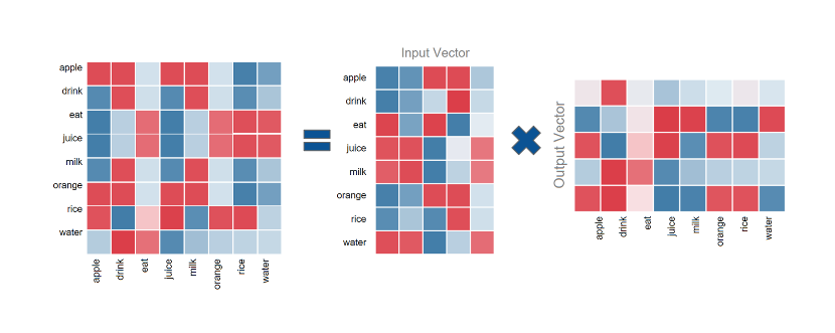 Input Vector
apple
drink
eat
juice
milk
orange
rice
water
apple
drink
eat
juice
milk
orange
rice
water
apple
drink
eat
juice
milk
orange
rice
water
Output Vector
apple
drink
eat
juice
milk
orange
rice
water